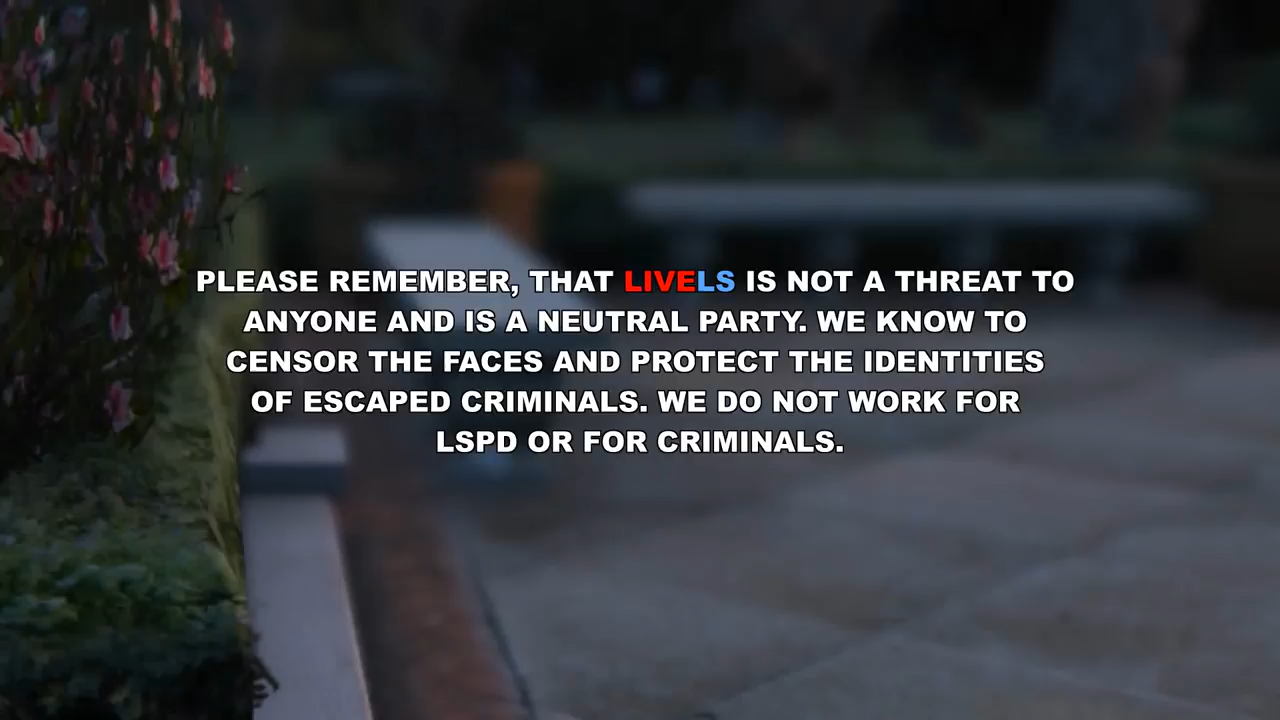 PLEASE REMEMBER, THAT LIVELS IS NOT A THREAT TO
ANYONE AND IS A NEUTRAL PARTY. WE KNOW TO
CENSOR THE FACES AND PROTECT THE IDENTITIES
OF ESCAPED CRIMINALS. WE DO NOT WORK FOR
LSPD OR FOR CRIMINALS.